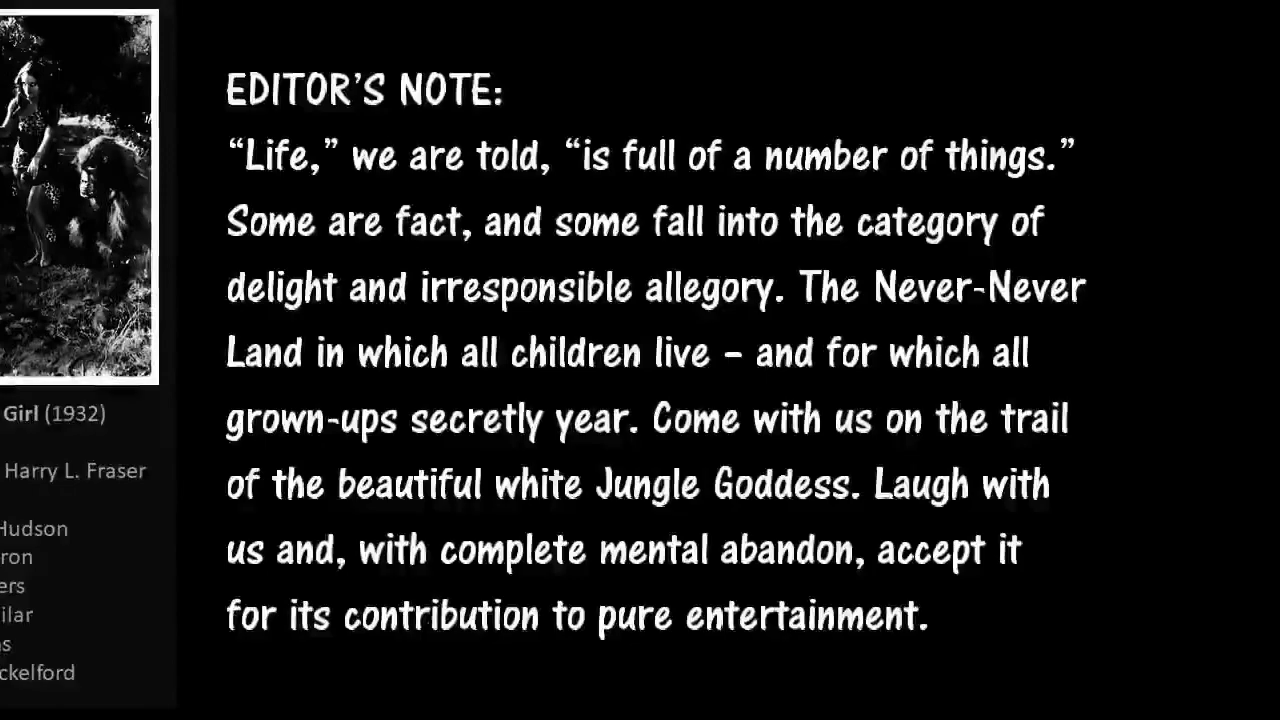 EDITOR’S NOTE:
“Life,” we are told, “is full of a number of things.”
Some are fact, and some fall into the category of
delight and irresponsible allegory. The Never-Never
Land in which all children live – and for which all
grown-ups secretly year. Come with us on the trail
of the beautiful white Jungle Goddess. Laugh with
us and, with complete mental abandon, accept it
for its contribution to pure entertainment.
Girl (1932)
Harry L. Fraser
Hudson